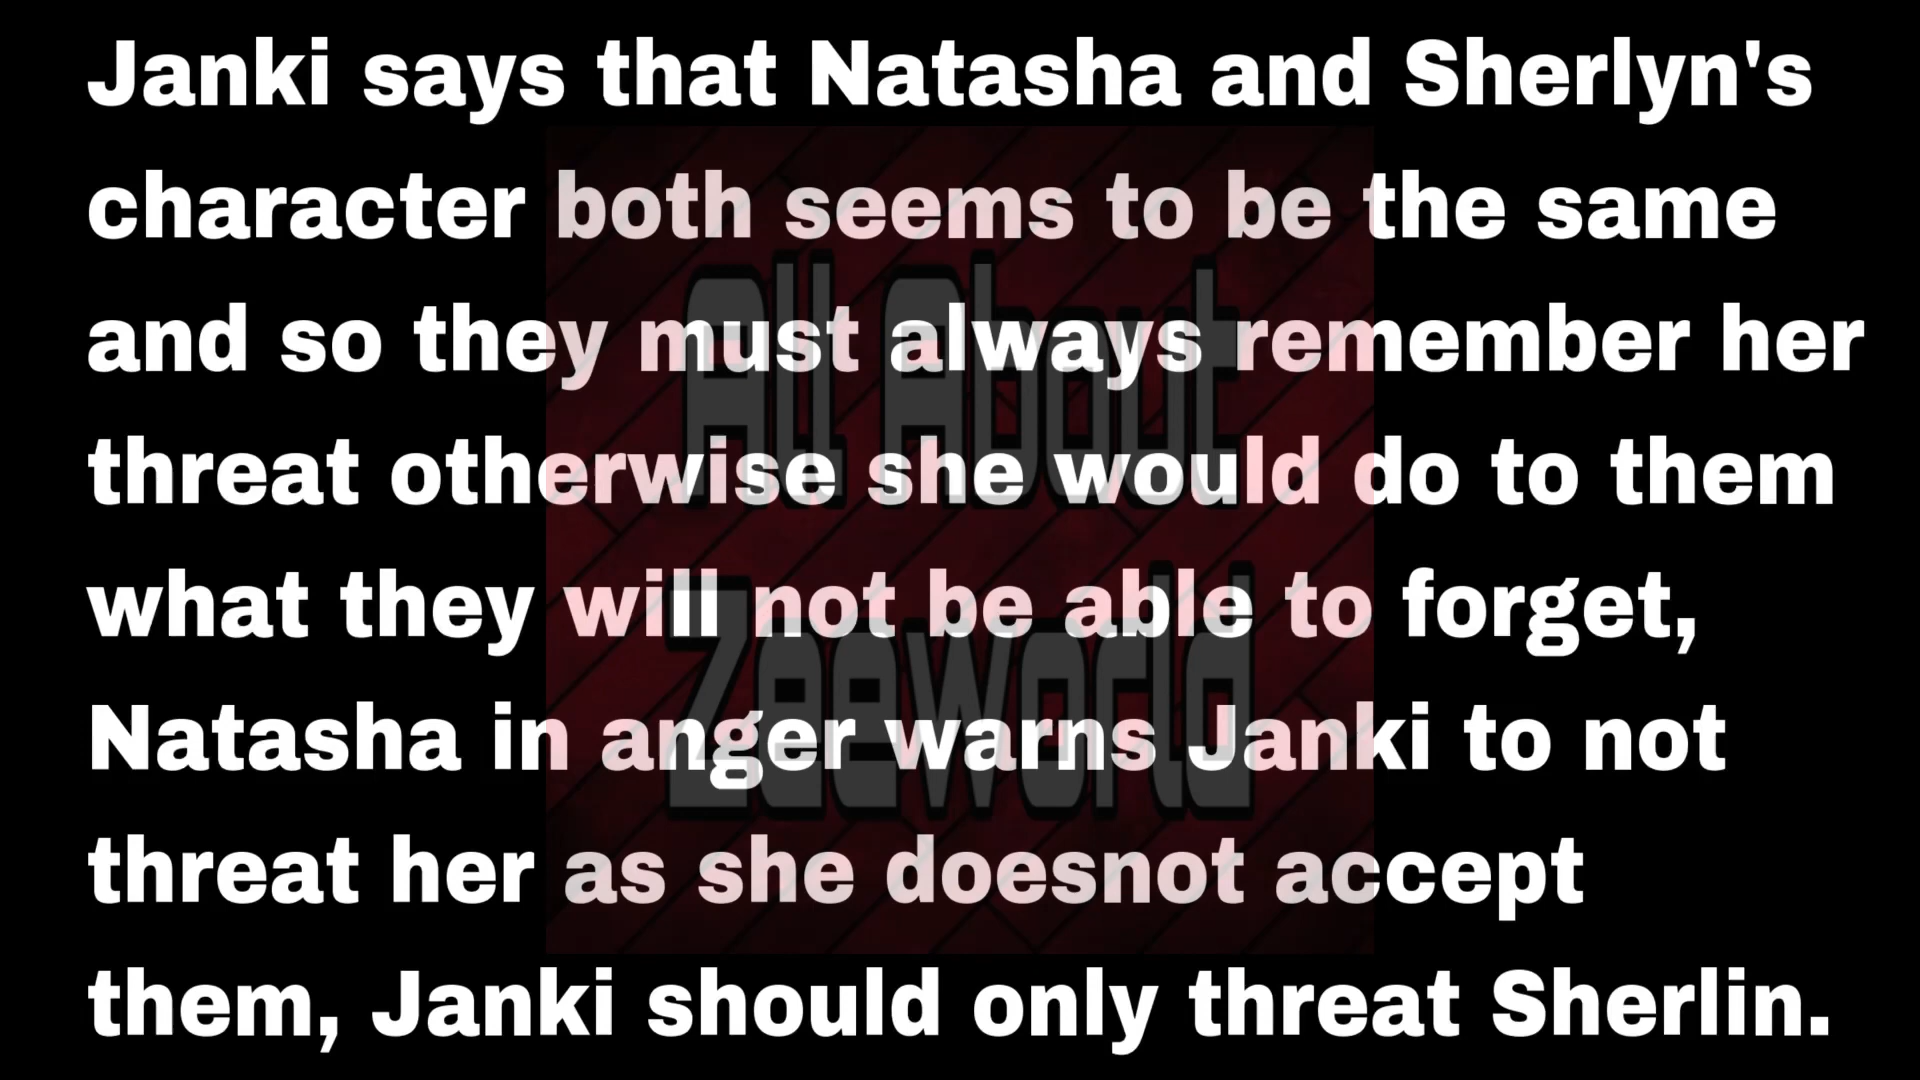 Janki says that Natasha and Sherlyn's
character both seems to be the same
and so they must always remember her
threat otherwise she would do to them
what they will not be able to forget,
Natasha in anger warns Janki to not
threat her as she doesnot accept
them, Janki should only threat Sherlin.
All About
Zeeworld